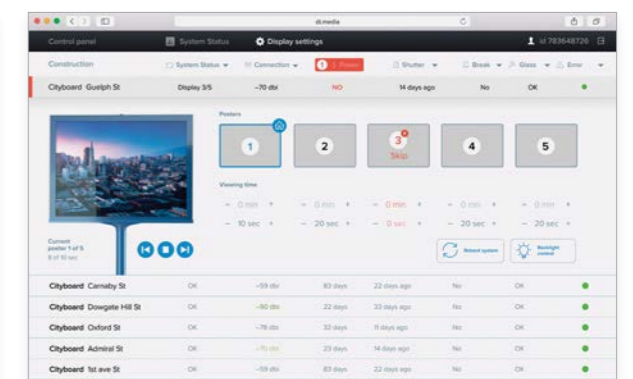 dt.media
Control panel System Status Display settings Id 783648726
Construction System Status Connection 1 Power Shutter Break Glass Error
Cityboard Guelph St Display 3/5 -70 dbi NO 14 days ago No OK
Posters
1 2 3 4 5
Skip
Viewing time
- 0 min + - 0 min + - 0 min + - 0 min + - 0 min +
- 10 sec + - 20 sec + - 0 sec + - 20 sec + - 20 sec +
Current
poster 1 of 5
8 of 10 sec
Reboot system
Backlight
control
Cityboard Carnaby St OK -59 dbi 83 days 22 days ago No OK
Cityboard Dowgate Hill St OK -90 dbi 22 days 33 days ago No OK
Cityboard Oxford St OK -78 dbi 32 days 11 days ago No OK
Cityboard Admiral St OK -70 dbi 23 days 14 days ago No OK
Cityboard 1st ave St OK -59 dbi 83 days 22 days ago No OK